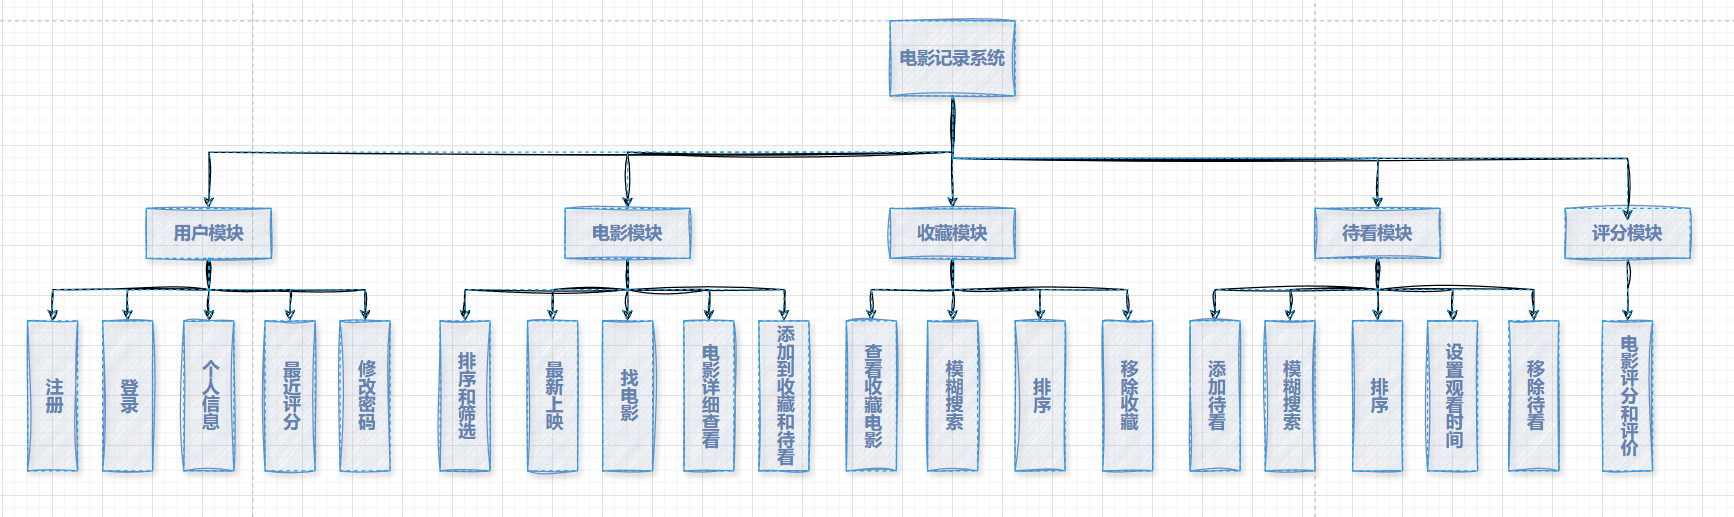 电影记录系统
用户模块
电影模块
收藏模块
待看模块
评分模块
注册
登录
个人信息
最近评分
修改密码
排序和筛选
最新上映
找电影
电影详细查看
添加到收藏和待看
查看收藏电影
模糊搜索
排序
移除收藏
添加待看
模糊搜索
排序
设置观看时间
移除待看
电影评分和评价